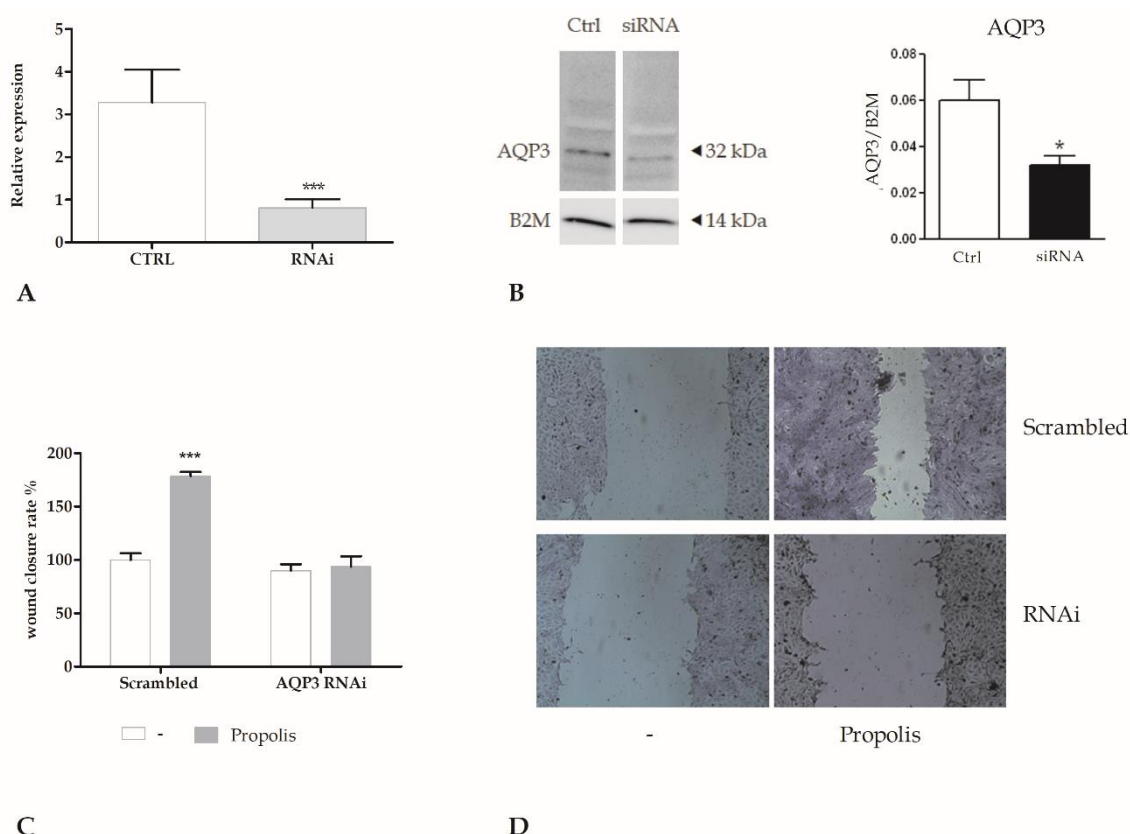 5
4
3
2
1
0
Relative expression
***
CTRL
RNAi
A
Ctrl siRNA
AQP3
◄32 kDa
B2M
◄14 kDa
AQP3
0.08
0.06
0.04
0.02
0.00
AQP3/B2M
*
Ctrl
siRNA
B
200
150
100
50
0
wound closure rate %
***
Scrambled
AQP3 RNAi
-
Propolis
C
Scrambled
RNAi
-
Propolis
D